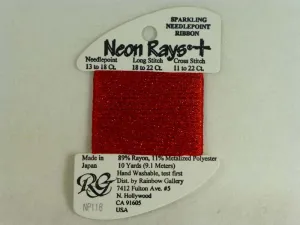 SPARKLING
NEEDLEPOINT
RIBBON
Neon Rays+
Needlepoint Long Stitch Cross Stitch
13 to 18 Ct. 18 to 22 Ct. 11 to 22 Ct.
Made in Japan
89% Rayon, 11% Metalized Polyester
10 Yards (9.1 Meters)
Hand Washable, test first
Dist. by Rainbow Gallery
7412 Fulton Ave. #5
N. Hollywood
CA 91605
USA
RG
NP118